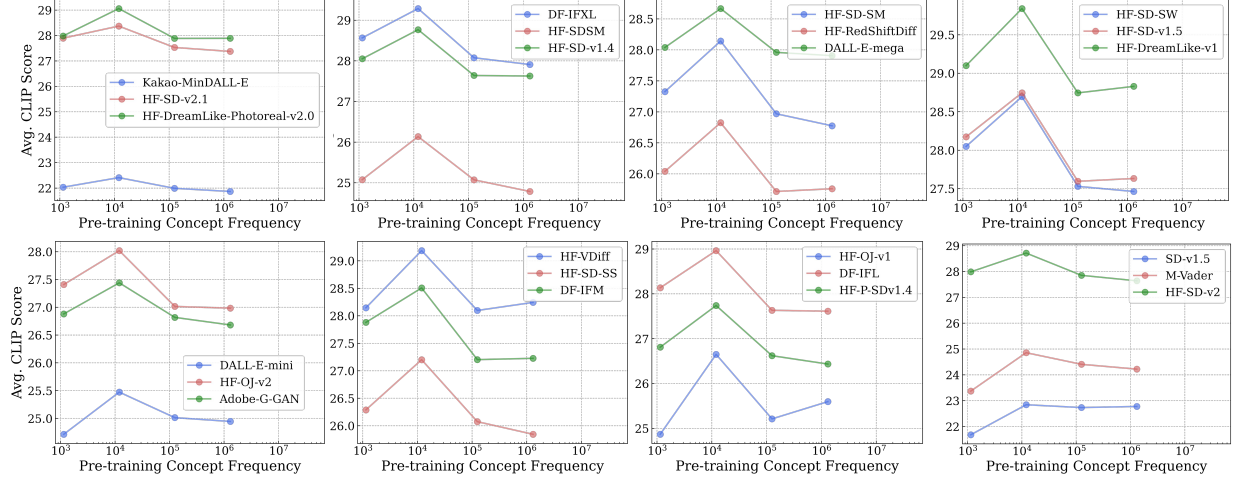 Avg. CLIP Score
29
28
27
26
25
24
23
22
Kakao-MinDALL-E
HF-SD-v2.1
HF-DreamLike-Photoreal-v2.0
10³ 10⁴ 10⁵ 10⁶ 10⁷
Pre-training Concept Frequency
29
28
27
26
25
DF-IFXL
HF-SDSM
HF-SD-v1.4
10³ 10⁴ 10⁵ 10⁶ 10⁷
Pre-training Concept Frequency
28.5
28.0
27.5
27.0
26.5
26.0
HF-SD-SM
HF-RedShiftDiff
DALL-E-mega
10³ 10⁴ 10⁵ 10⁶ 10⁷
Pre-training Concept Frequency
29.5
29.0
28.5
28.0
27.5
HF-SD-SW
HF-SD-v1.5
HF-DreamLike-v1
10³ 10⁴ 10⁵ 10⁶ 10⁷
Pre-training Concept Frequency
Avg. CLIP Score
28.0
27.5
27.0
26.5
26.0
25.5
25.0
DALL-E-mini
HF-OJ-v2
Adobe-G-GAN
10³ 10⁴ 10⁵ 10⁶ 10⁷
Pre-training Concept Frequency
29.0
28.5
28.0
27.5
27.0
26.5
26.0
HF-VDiff
HF-SD-SS
DF-IFM
10³ 10⁴ 10⁵ 10⁶ 10⁷
Pre-training Concept Frequency
29
28
27
26
25
HF-OJ-v1
DF-IFL
HF-P-SDv1.4
10³ 10⁴ 10⁵ 10⁶ 10⁷
Pre-training Concept Frequency
29
28
27
26
25
24
23
22
SD-v1.5
M-Vader
HF-SD-v2
10³ 10⁴ 10⁵ 10⁶ 10⁷
Pre-training Concept Frequency